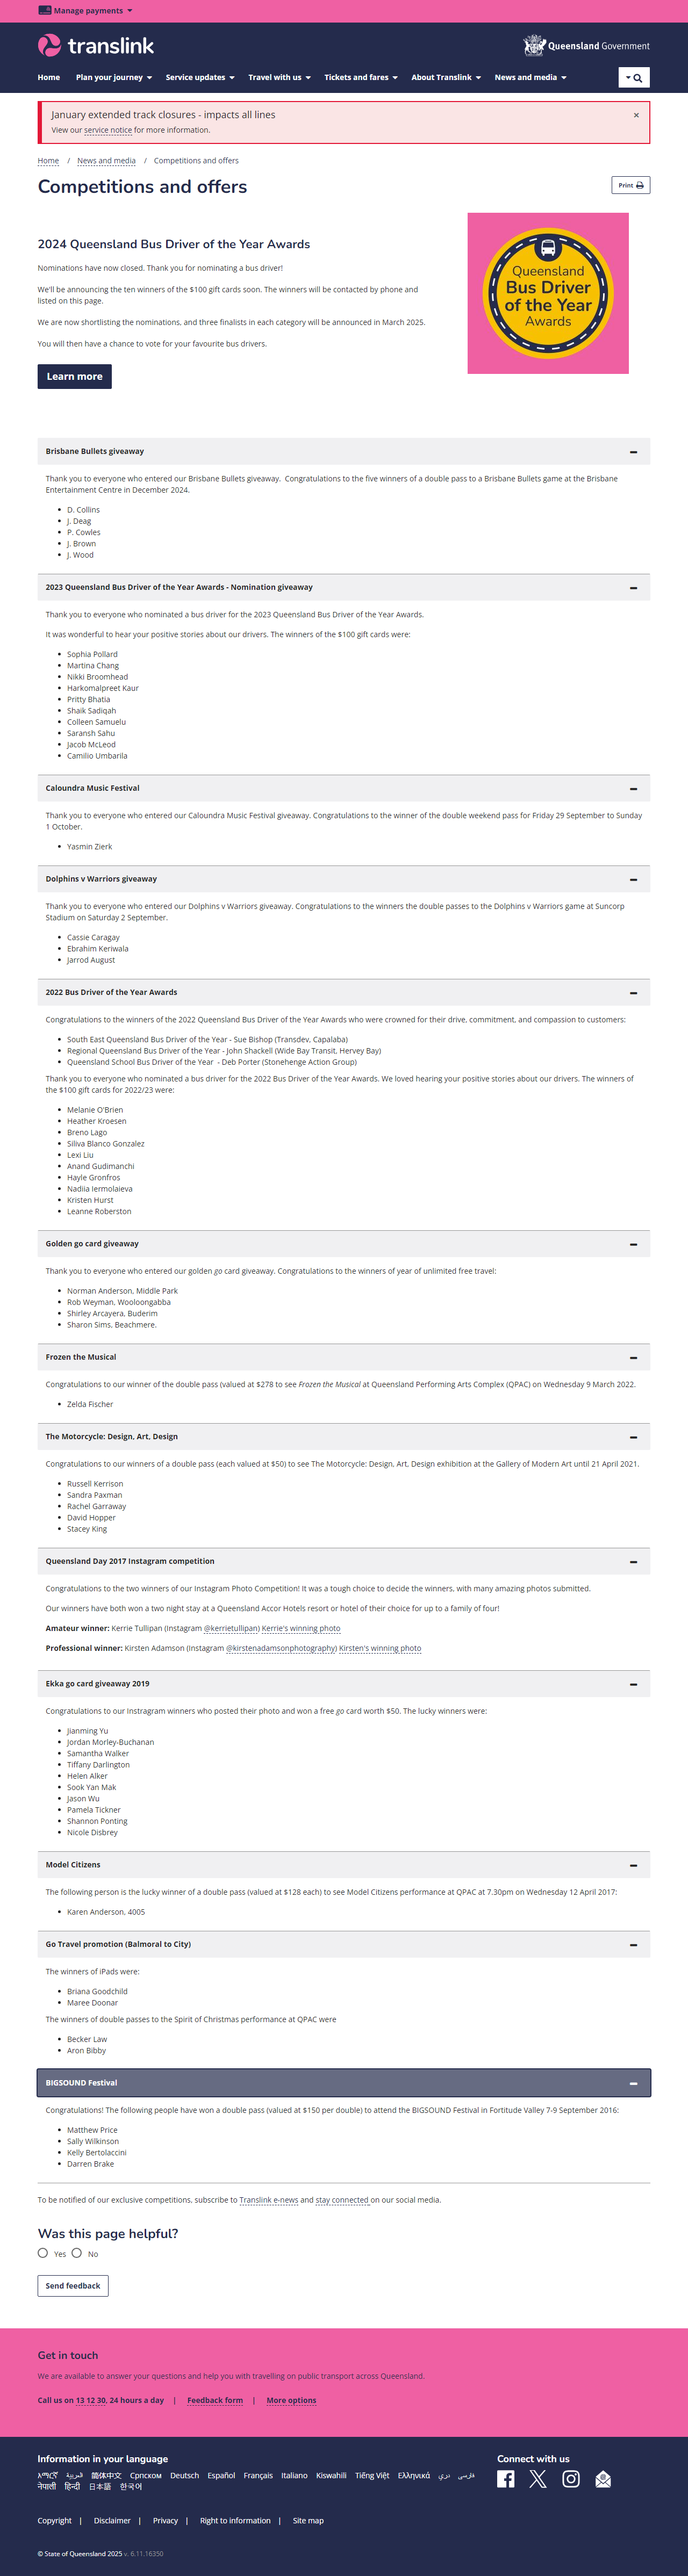 Manage payments
translink
Queensland Government
Home Plan your journey Service updates Travel with us Tickets and fares About Translink News and media
January extended track closures - impacts all lines
×
View our service notice for more information.
Home / News and media / Competitions and offers
Competitions and offers
Print
2024 Queensland Bus Driver of the Year Awards
Nominations have now closed. Thank you for nominating a bus driver!
We'll be announcing the ten winners of the $100 gift cards soon. The winners will be contacted by phone and
listed on this page.
We are now shortlisting the nominations, and three finalists in each category will be announced in March 2025.
You will then have a chance to vote for your favourite bus drivers.
Learn more
Queensland
Bus Driver
of the Year
Awards
Brisbane Bullets giveaway
Thank you to everyone who entered our Brisbane Bullets giveaway. Congratulations to the five winners of a double pass to a Brisbane Bullets game at the Brisbane
Entertainment Centre in December 2024.
D. Collins
J. Deag
P. Cowles
J. Brown
J. Wood
2023 Queensland Bus Driver of the Year Awards - Nomination giveaway
Thank you to everyone who nominated a bus driver for the 2023 Queensland Bus Driver of the Year Awards.
It was wonderful to hear your positive stories about our drivers. The winners of the $100 gift cards were:
Sophia Pollard
Martina Chang
Nikki Broomhead
Harkomalpreet Kaur
Pritty Bhatia
Shaik Sadiqah
Colleen Samuelu
Saransh Sahu
Jacob McLeod
Camilio Umbarila
Caloundra Music Festival
Thank you to everyone who entered our Caloundra Music Festival giveaway. Congratulations to the winner of the double weekend pass for Friday 29 September to Sunday
1 October.
Yasmin Zierk
Dolphins v Warriors giveaway
Thank you to everyone who entered our Dolphins v Warriors giveaway. Congratulations to the winners the double passes to the Dolphins v Warriors game at Suncorp
Stadium on Saturday 2 September.
Cassie Caragay
Ebrahim Keriwala
Jarrod August
2022 Bus Driver of the Year Awards
Congratulations to the winners of the 2022 Queensland Bus Driver of the Year Awards who were crowned for their drive, commitment, and compassion to customers:
South East Queensland Bus Driver of the Year - Sue Bishop (Transdev, Capalaba)
Regional Queensland Bus Driver of the Year - John Shackell (Wide Bay Transit, Hervey Bay)
Queensland School Bus Driver of the Year - Deb Porter (Stonehenge Action Group)
Thank you to everyone who nominated a bus driver for the 2022 Bus Driver of the Year Awards. We loved hearing your positive stories about our drivers. The winners of
the $100 gift cards for 2022/23 were:
Melanie O'Brien
Heather Kroesen
Breno Lago
Siliva Blanco Gonzalez
Lexi Liu
Anand Gudimanchi
Hayle Gronfros
Nadiia Iermolaieva
Kristen Hurst
Leanne Roberston
Golden go card giveaway
Thank you to everyone who entered our golden go card giveaway. Congratulations to the winners of year of unlimited free travel:
Norman Anderson, Middle Park
Rob Weyman, Wooloongabba
Shirley Arcayera, Buderim
Sharon Sims, Beachmere.
Frozen the Musical
Congratulations to our winner of the double pass (valued at $278 to see Frozen the Musical at Queensland Performing Arts Complex (QPAC) on Wednesday 9 March 2022.
Zelda Fischer
The Motorcycle: Design, Art, Design
Congratulations to our winners of a double pass (each valued at $50) to see The Motorcycle: Design, Art, Design exhibition at the Gallery of Modern Art until 21 April 2021.
Russell Kerrison
Sandra Paxman
Rachel Garraway
David Hopper
Stacey King
Queensland Day 2017 Instagram competition
Congratulations to the two winners of our Instagram Photo Competition! It was a tough choice to decide the winners, with many amazing photos submitted.
Our winners have both won a two night stay at a Queensland Accor Hotels resort or hotel of their choice for up to a family of four!
Amateur winner: Kerrie Tullipan (Instagram @kerrietullipan) Kerrie's winning photo
Professional winner: Kirsten Adamson (Instagram @kirstenadamsonphotography) Kirsten's winning photo
Ekka go card giveaway 2019
Congratulations to our Instragram winners who posted their photo and won a free go card worth $50. The lucky winners were:
Jianming Yu
Jordan Morley-Buchanan
Samantha Walker
Tiffany Darlington
Helen Alker
Sook Yan Mak
Jason Wu
Pamela Tickner
Shannon Ponting
Nicole Disbrey
Model Citizens
The following person is the lucky winner of a double pass (valued at $128 each) to see Model Citizens performance at QPAC at 7.30pm on Wednesday 12 April 2017:
Karen Anderson, 4005
Go Travel promotion (Balmoral to City)
The winners of iPads were:
Briana Goodchild
Maree Doonar
The winners of double passes to the Spirit of Christmas performance at QPAC were
Becker Law
Aron Bibby
BIGSOUND Festival
Congratulations! The following people have won a double pass (valued at $150 per double) to attend the BIGSOUND Festival in Fortitude Valley 7-9 September 2016:
Matthew Price
Sally Wilkinson
Kelly Bertolaccini
Darren Brake
To be notified of our exclusive competitions, subscribe to Translink e-news and stay connected on our social media.
Was this page helpful?
Yes No
Send feedback
Get in touch
We are available to answer your questions and help you with travelling on public transport across Queensland.
Call us on 13 12 30, 24 hours a day | Feedback form | More options
Information in your language
አማርኛ العربية 简体中文 Српском Deutsch Español Français Italiano Kiswahili Tiếng Việt Ελληνικά دری فارسی
नेपाली हिन्दी 日本語 한국어
Connect with us
Copyright | Disclaimer | Privacy | Right to information | Site map
© State of Queensland 2025 v. 6.11.16350